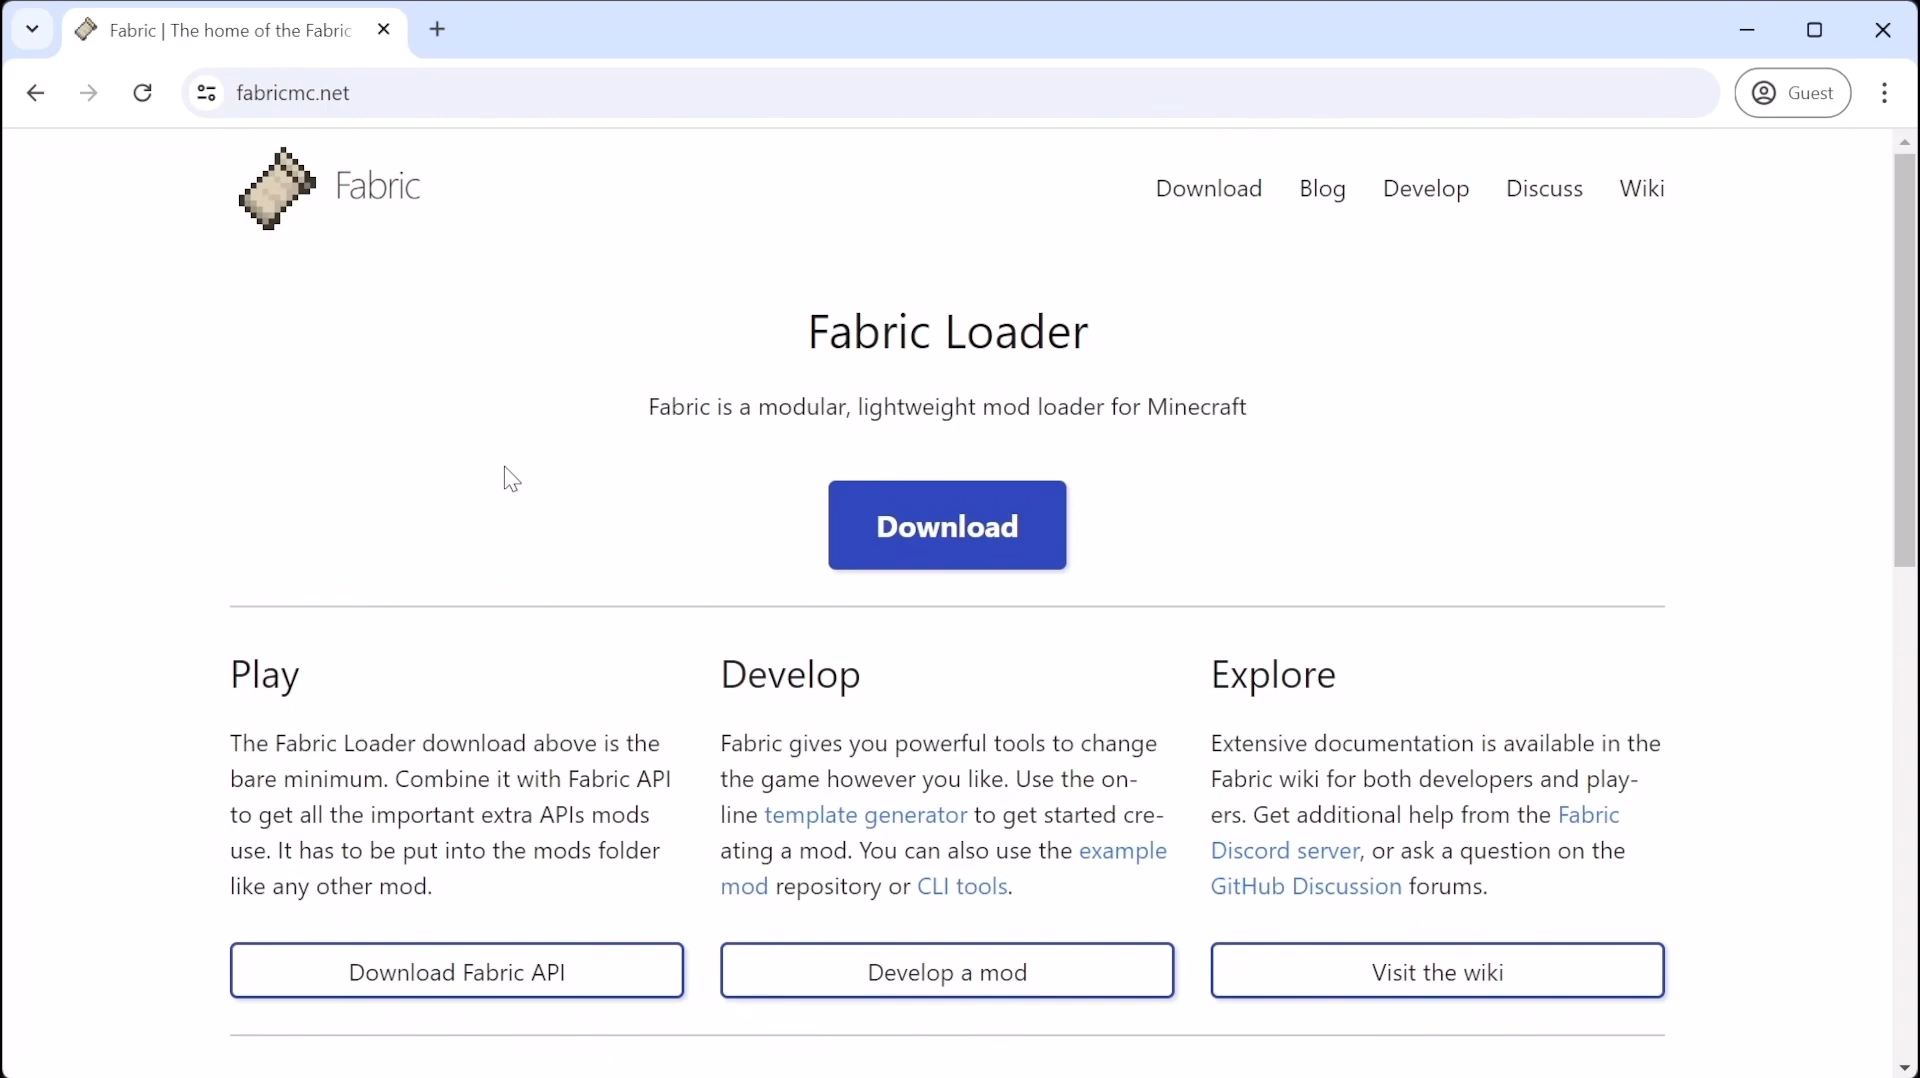 Fabric | The home of the Fabric
fabricmc.net
Guest
Fabric
Download Blog Develop Discuss Wiki
Fabric Loader
Fabric is a modular, lightweight mod loader for Minecraft
Download
Play
The Fabric Loader download above is the
bare minimum. Combine it with Fabric API
to get all the important extra APIs mods
use. It has to be put into the mods folder
like any other mod.
Download Fabric API
Develop
Fabric gives you powerful tools to change
the game however you like. Use the on-
line template generator to get started cre-
ating a mod. You can also use the example
mod repository or CLI tools.
Develop a mod
Explore
Extensive documentation is available in the
Fabric wiki for both developers and play-
ers. Get additional help from the Fabric
Discord server, or ask a question on the
GitHub Discussion forums.
Visit the wiki